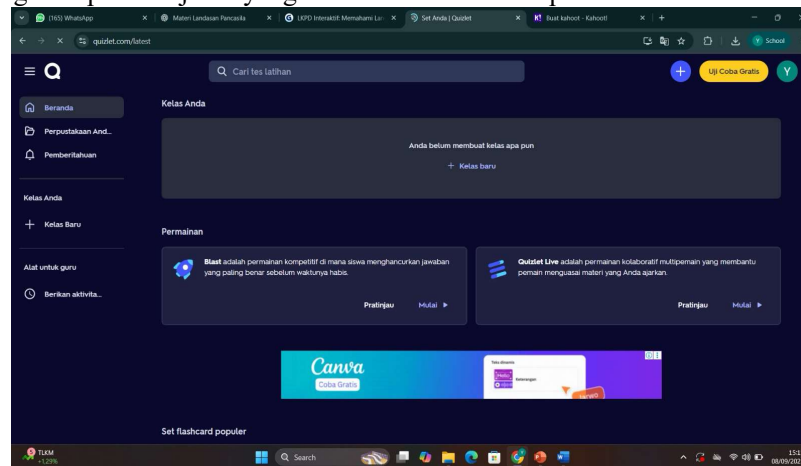 (165) WhatsApp
Materi Landasan Pancasila
LKPD Interaktif: Memahami Lan
Set Anda | Quizlet
Buat kahoot - Kahoot!
quizlet.com/latest
School
Q
Cari tes latihan
Uji Coba Gratis
Y
Beranda
Perpustakaan And...
Pemberitahuan
Kelas Anda
Kelas Baru
Alat untuk guru
Berikan aktivita...
Kelas Anda
Anda belum membuat kelas apa pun
+ Kelas baru
Permainan
Blast adalah permainan kompetitif di mana siswa menghancurkan jawaban
yang paling benar sebelum waktunya habis.
Pratinjau Mulai
Quizlet Live adalah permainan kolaboratif multipemain yang membantu
pemain menguasai materi yang Anda ajarkan.
Pratinjau Mulai
Canva
Coba Gratis
Set flashcard populer
TLKM
+1.29%
Search
15:1
08/09/202